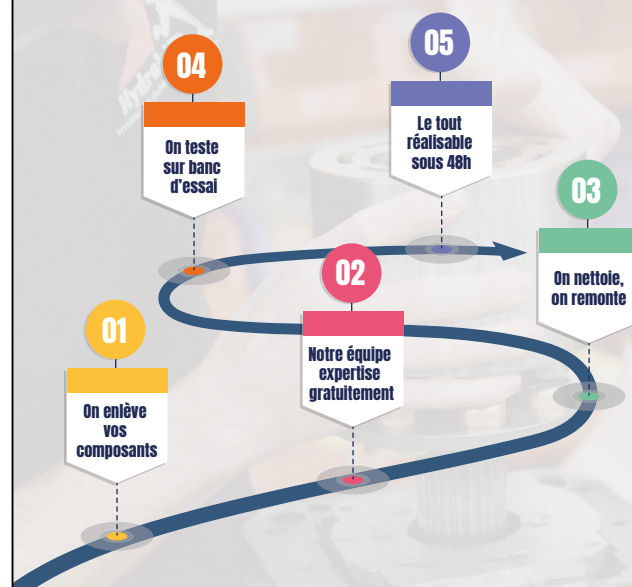 01
On enlève
vos
composants
02
Notre équipe
expertise
gratuitement
03
On nettoie,
on remonte
04
On teste
sur banc
d'essai
05
Le tout
réalisable
sous 48h